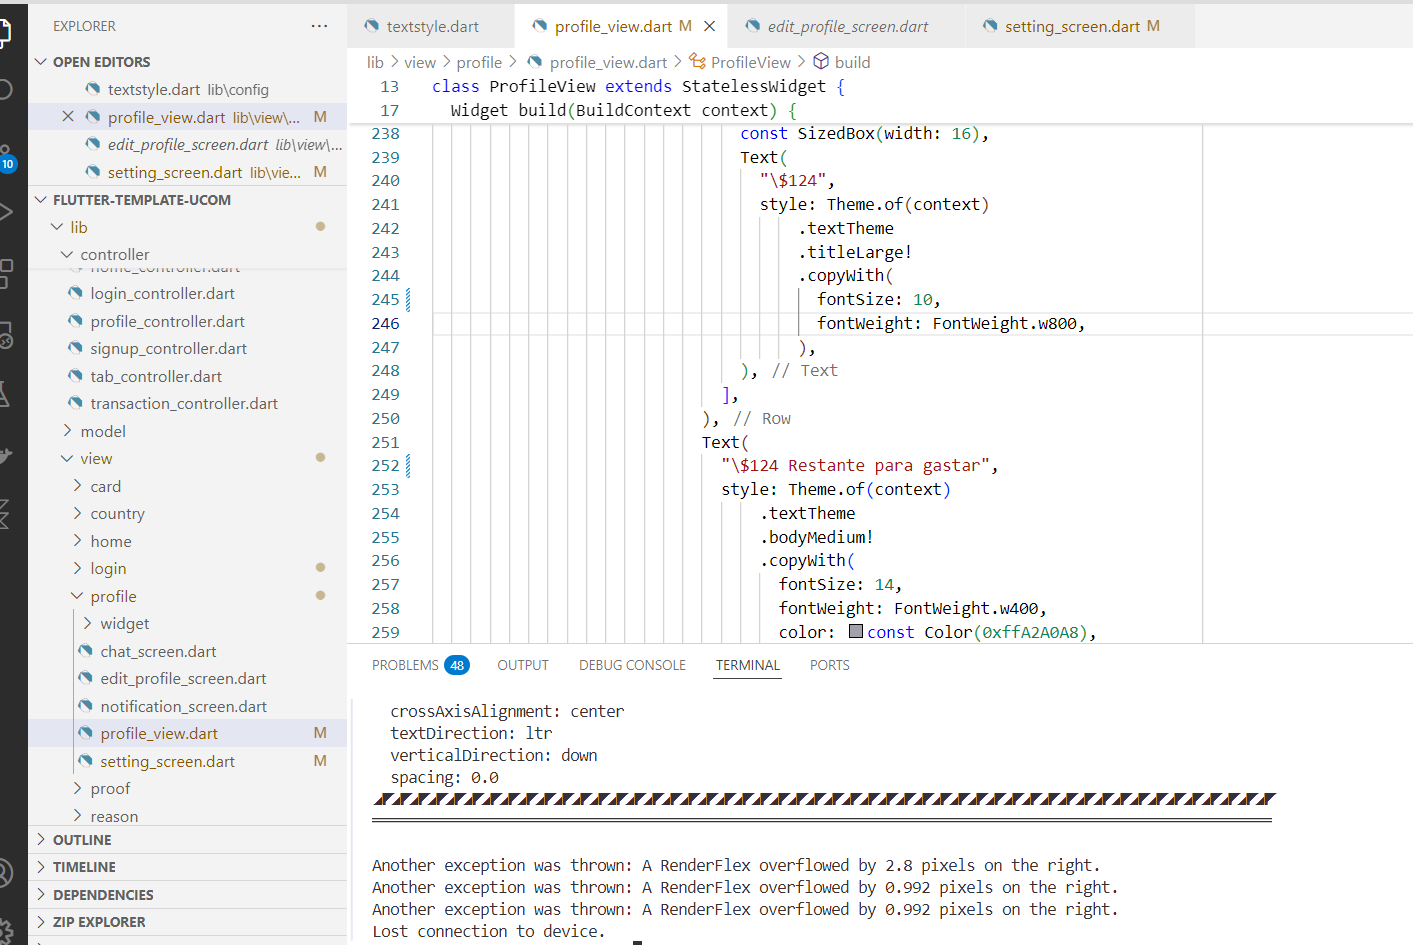 EXPLORER
OPEN EDITORS
textstyle.dart lib\config
profile_view.dart lib\view\... M
edit_profile_screen.dart lib\view\...
setting_screen.dart lib\vie... M
10
FLUTTER-TEMPLATE-UCOM
lib
controller
home_controller.dart
login_controller.dart
profile_controller.dart
signup_controller.dart
tab_controller.dart
transaction_controller.dart
model
view
card
country
home
login
profile
widget
chat_screen.dart
edit_profile_screen.dart
notification_screen.dart
profile_view.dart M
setting_screen.dart M
proof
reason
OUTLINE
TIMELINE
DEPENDENCIES
ZIP EXPLORER
textstyle.dart profile_view.dart M edit_profile_screen.dart setting_screen.dart M
lib > view > profile > profile_view.dart > ProfileView > build
13 class ProfileView extends StatelessWidget {
17 Widget build(BuildContext context) {
238 const SizedBox(width: 16),
239 Text(
240 "\$124",
241 style: Theme.of(context)
242 .textTheme
243 .titleLarge!
244 .copyWith(
245 fontSize: 10,
246 fontWeight: FontWeight.w800,
247 ),
248 ), // Text
249 ],
250 ), // Row
251 Text(
252 "\$124 Restante para gastar",
253 style: Theme.of(context)
254 .textTheme
255 .bodyMedium!
256 .copyWith(
257 fontSize: 14,
258 fontWeight: FontWeight.w400,
259 color: const Color(0xffA2A0A8),
PROBLEMS 48 OUTPUT DEBUG CONSOLE TERMINAL PORTS
crossAxisAlignment: center
textDirection: ltr
verticalDirection: down
spacing: 0.0
Another exception was thrown: A RenderFlex overflowed by 2.8 pixels on the right.
Another exception was thrown: A RenderFlex overflowed by 0.992 pixels on the right.
Another exception was thrown: A RenderFlex overflowed by 0.992 pixels on the right.
Lost connection to device.